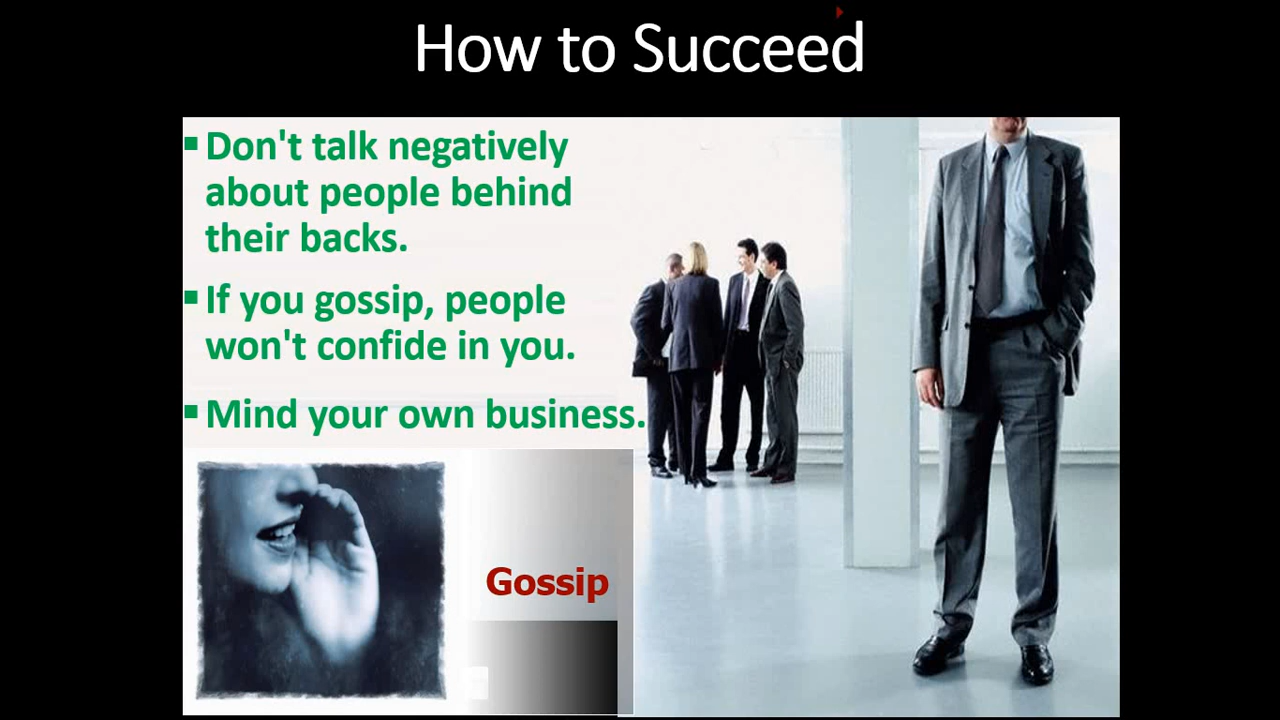 How to Succeed
▪ Don't talk negatively
about people behind
their backs.
▪ If you gossip, people
won't confide in you.
▪ Mind your own business.
Gossip